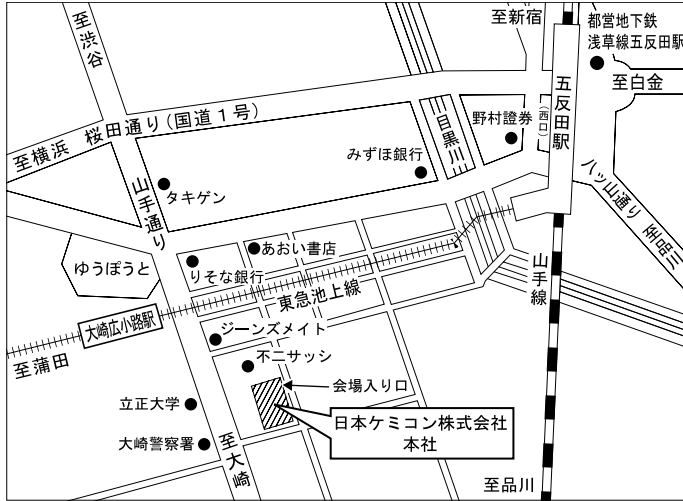 至新宿
都営地下鉄
浅草線五反田駅
至渋谷
至白金
五反田駅
(西口)
野村證券
目黒川
桜田通り(国道1号)
至横浜
みずほ銀行
八ッ山通り
至品川
タキゲン
山手通り
あおい書店
ゆうぽうと
りそな銀行
山手線
東急池上線
大崎広小路駅
ジーンズメイト
至蒲田
不二サッシ
会場入り口
立正大学
日本ケミコン株式会社
本社
大崎警察署
至大崎
至品川